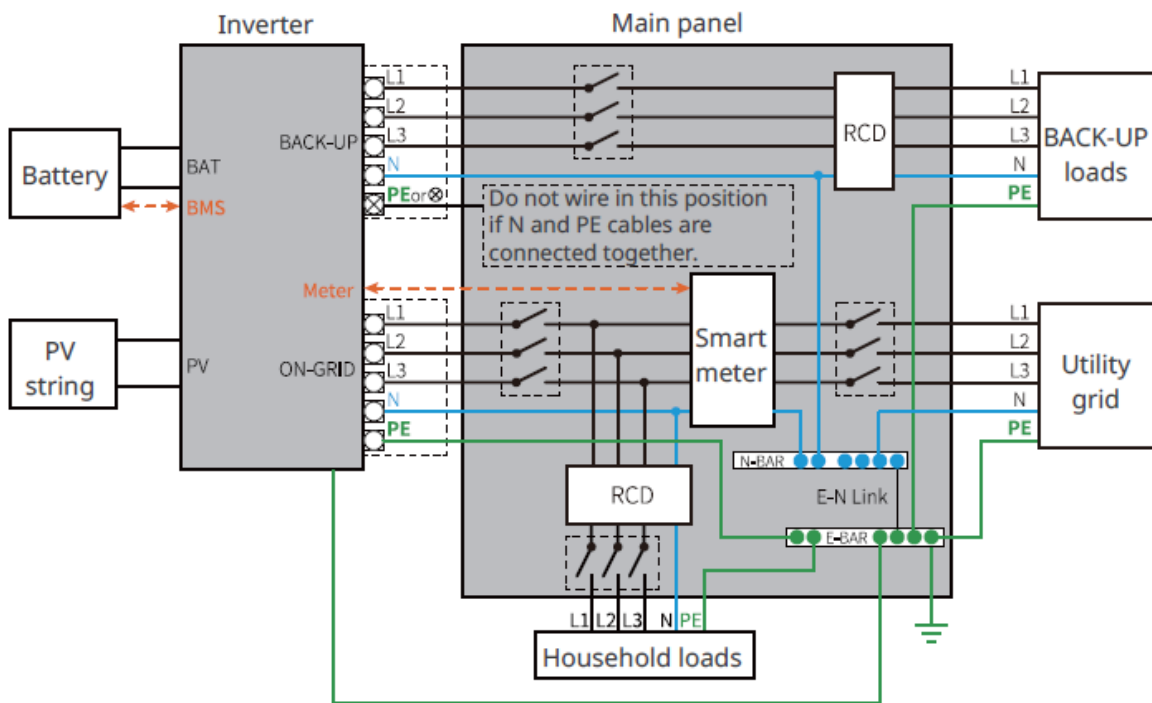 Inverter
Main panel
L1
L2
L3
N
PEor⊗
BACK-UP
RCD
L1
L2
L3
N
PE
BACK-UP
loads
Battery
BAT
BMS
Do not wire in this position
if N and PE cables are
connected together.
Meter
L1
L2
L3
N
PE
ON-GRID
PV
string
PV
Smart
meter
L1
L2
L3
N
PE
Utility
grid
N-BAR
E-N Link
E-BAR
RCD
L1 L2 L3 N PE
Household loads